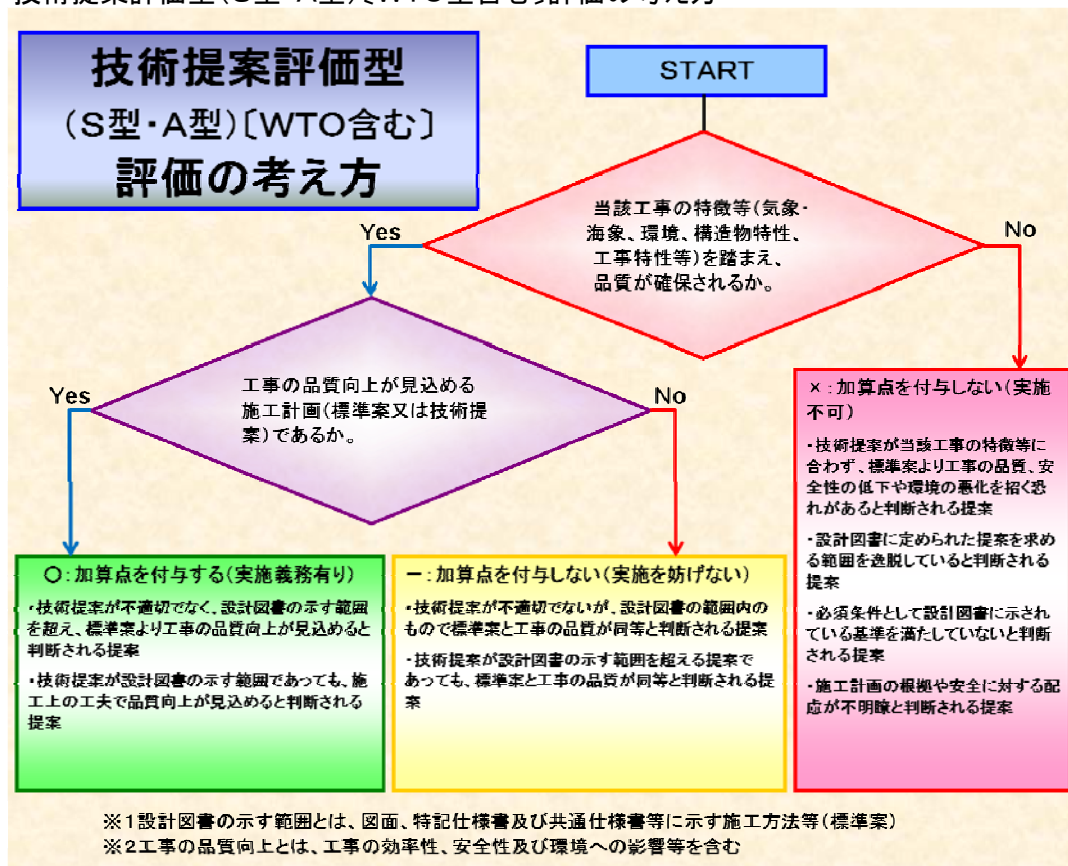 技術提案評価型(S型・A型)〔WTO型含む〕評価の考え方
技術提案評価型
(S型・A型)〔WTO含む〕
評価の考え方
START
当該工事の特徴等(気象・
海象、環境、構造物特性、
工事特性等)を踏まえ、
品質が確保されるか。
Yes
No
工事の品質向上が見込める
施工計画(標準案又は技術提
案)であるか。
Yes
No
×:加算点を付与しない(実施
不可)
・技術提案が当該工事の特徴等に
合わず、標準案より工事の品質、安
全性の低下や環境の悪化を招く恐
れがあると判断される提案
・設計図書に定められた提案を求め
る範囲を逸脱していると判断される
提案
・必須条件として設計図書に示され
ている基準を満たしていないと判断
される提案
・施工計画の根拠や安全に対する配
慮が不明瞭と判断される提案
○:加算点を付与する(実施義務有り)
・技術提案が不適切でなく、設計図書の示す範囲
を超え、標準案より工事の品質向上が見込めると
判断される提案
・技術提案が設計図書の示す範囲であっても、施
工上の工夫で品質向上が見込めると判断される
提案
ー:加算点を付与しない(実施を妨げない)
・技術提案が不適切でないが、設計図書の範囲内の
もので標準案と工事の品質が同等と判断される提案
・技術提案が設計図書の示す範囲を超える提案で
あっても、標準案と工事の品質が同等と判断される提
案
※1設計図書の示す範囲とは、図面、特記仕様書及び共通仕様書等に示す施工方法等(標準案)
※2工事の品質向上とは、工事の効率性、安全性及び環境への影響等を含む